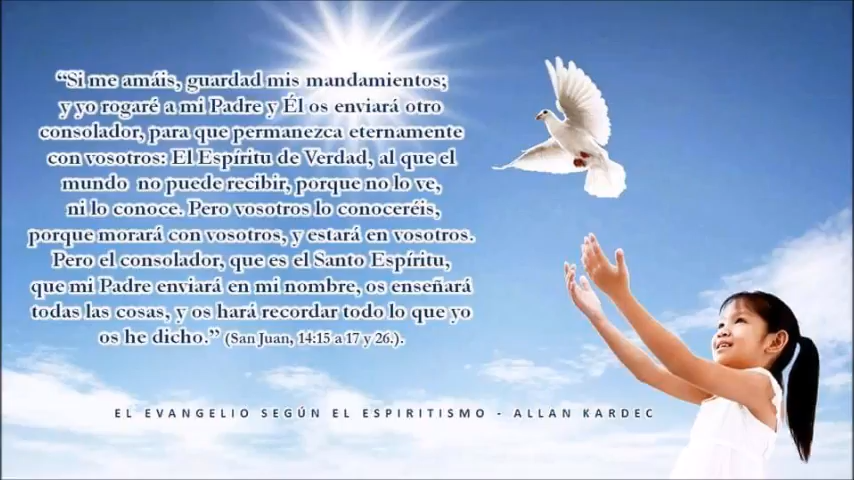 “Si me amáis, guardad mis mandamientos;
y yo rogaré a mi Padre y Él os enviará otro
consolador, para que permanezca eternamente
con vosotros: El Espíritu de Verdad, al que el
mundo no puede recibir, porque no lo ve,
ni lo conoce. Pero vosotros lo conoceréis,
porque morará con vosotros, y estará en vosotros.
Pero el consolador, que es el Santo Espíritu,
que mi Padre enviará en mi nombre, os enseñará
todas las cosas, y os hará recordar todo lo que yo
os he dicho.” (San Juan, 14:15 a 17 y 26.).
EL EVANGELIO SEGÚN EL ESPIRITISMO - ALLAN KARDEC